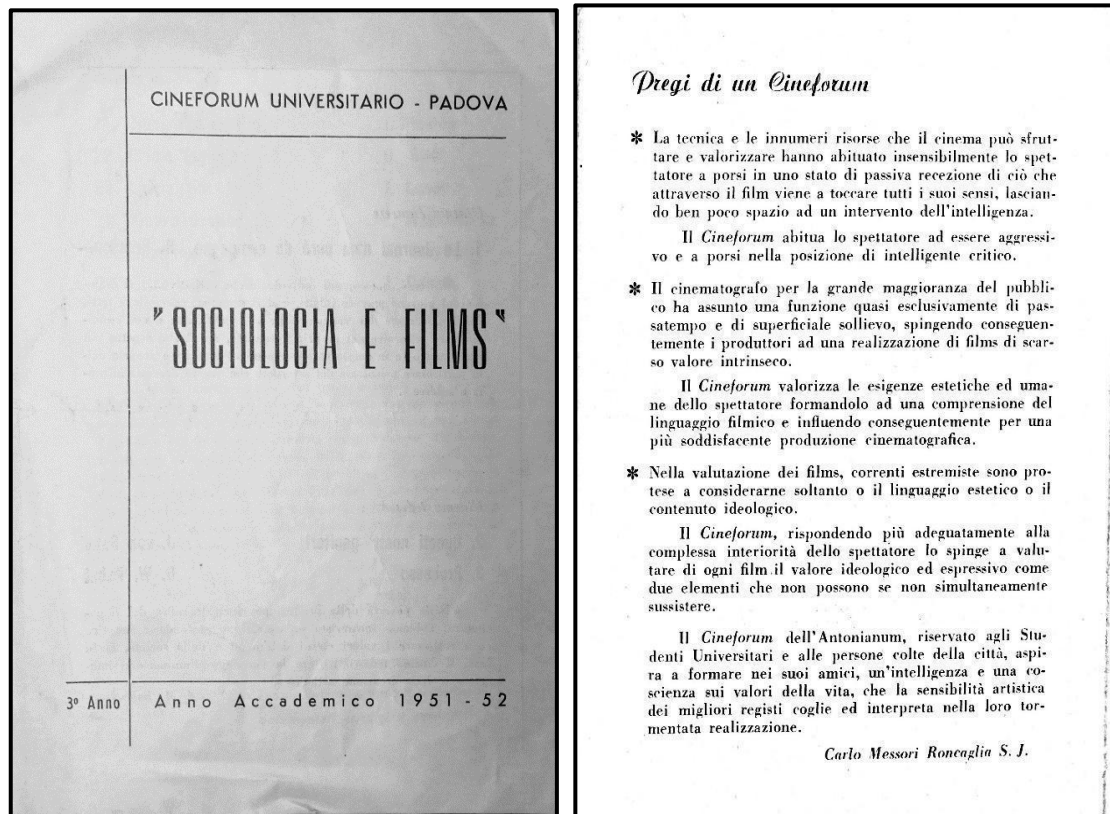 CINEFORUM UNIVERSITARIO - PADOVA
"SOCIOLOGIA E FILMS"
3º Anno
Anno Accademico 1951 - 52
Pregi di un Cineforum
* La tecnica e le innumeri risorse che il cinema può sfrut-
tare e valorizzare hanno abituato insensibilmente lo spet-
tatore a porsi in uno stato di passiva recezione di ciò che
attraverso il film viene a toccare tutti i suoi sensi, lascian-
do ben poco spazio ad un intervento dell'intelligenza.
Il Cineforum abitua lo spettatore ad essere aggressi-
vo e a porsi nella posizione di intelligente critico.
* Il cinematografo per la grande maggioranza del pubbli-
co ha assunto una funzione quasi esclusivamente di pas-
satempo e di superficiale sollievo, spingendo conseguen-
temente i produttori ad una realizzazione di films di scar-
so valore intrinseco.
Il Cineforum valorizza le esigenze estetiche ed uma-
ne dello spettatore formandolo ad una comprensione del
linguaggio filmico e influendo conseguentemente per una
più soddisfacente produzione cinematografica.
* Nella valutazione dei films, correnti estremiste sono pro-
tese a considerarne soltanto o il linguaggio estetico o il
contenuto ideologico.
Il Cineforum, rispondendo più adeguatamente alla
complessa interiorità dello spettatore lo spinge a valu-
tare di ogni film il valore ideologico ed espressivo come
due elementi che non possono se non simultaneamente
sussistere.
Il Cineforum dell'Antonianum, riservato agli Stu-
denti Universitari e alle persone colte della città, aspi-
ra a formare nei suoi amici, un'intelligenza e una co-
scienza sui valori della vita, che la sensibilità artistica
dei migliori registi coglie ed interpreta nella loro tor-
mentata realizzazione.
Carlo Messori Roncaglia S. J.